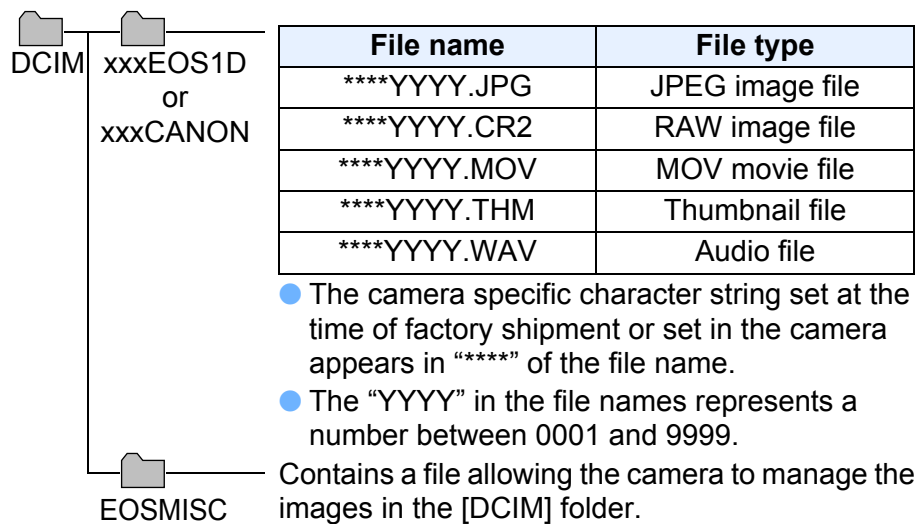 DCIM
xxxEOS1D
or
xxxCANON
File name File type
****YYYY.JPG JPEG image file
****YYYY.CR2 RAW image file
****YYYY.MOV MOV movie file
****YYYY.THM Thumbnail file
****YYYY.WAV Audio file
● The camera specific character string set at the
time of factory shipment or set in the camera
appears in “****” of the file name.
● The “YYYY” in the file names represents a
number between 0001 and 9999.
EOSMISC
Contains a file allowing the camera to manage the
images in the [DCIM] folder.